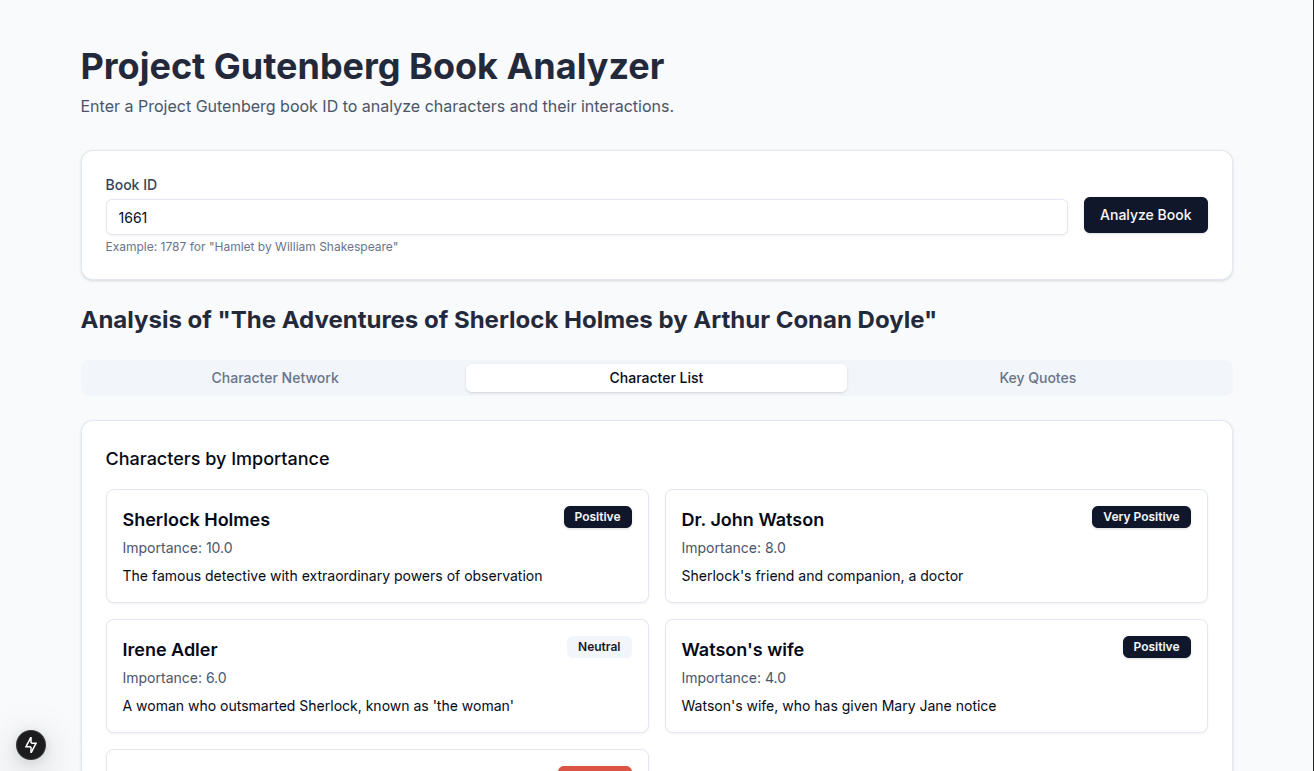 Project Gutenberg Book Analyzer
Enter a Project Gutenberg book ID to analyze characters and their interactions.
Book ID
1661
Analyze Book
Example: 1787 for "Hamlet by William Shakespeare"
Analysis of "The Adventures of Sherlock Holmes by Arthur Conan Doyle"
Character Network
Character List
Key Quotes
Characters by Importance
Sherlock Holmes
Positive
Importance: 10.0
The famous detective with extraordinary powers of observation
Dr. John Watson
Very Positive
Importance: 8.0
Sherlock's friend and companion, a doctor
Irene Adler
Neutral
Importance: 6.0
A woman who outsmarted Sherlock, known as 'the woman'
Watson's wife
Positive
Importance: 4.0
Watson's wife, who has given Mary Jane notice